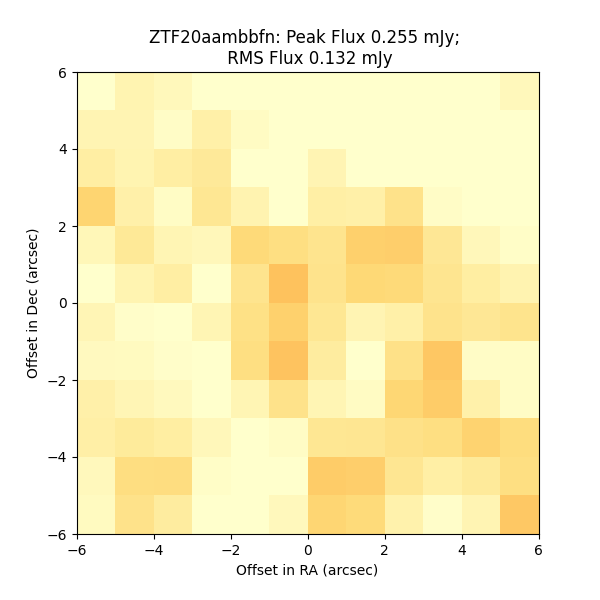 ZTF20aambbfn: Peak Flux 0.255 mJy;
RMS Flux 0.132 mJy
6
4
2
0
−2
−4
−6
Offset in Dec (arcsec)
−6 −4 −2 0 2 4 6
Offset in RA (arcsec)